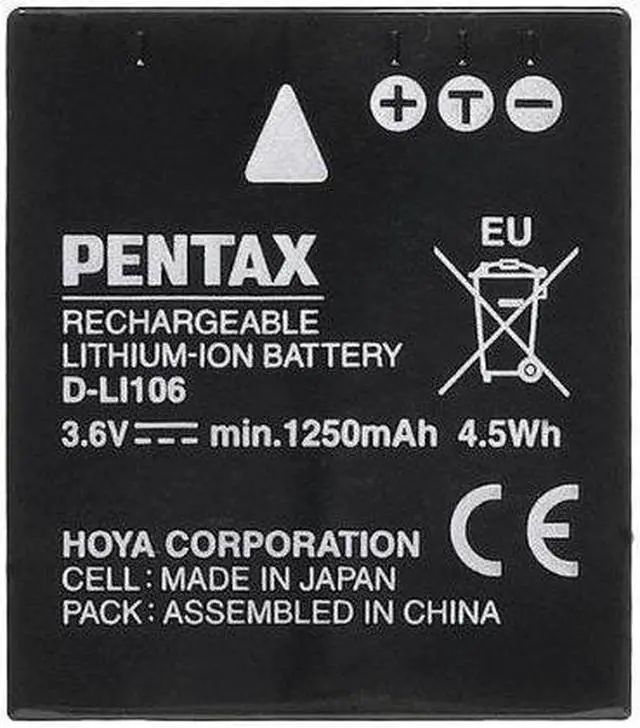 + T −
PENTAX
EU
RECHARGEABLE
LITHIUM-ION BATTERY
D-LI106
3.6V⎓ min.1250mAh 4.5Wh
CE
HOYA CORPORATION
CELL : MADE IN JAPAN
PACK : ASSEMBLED IN CHINA